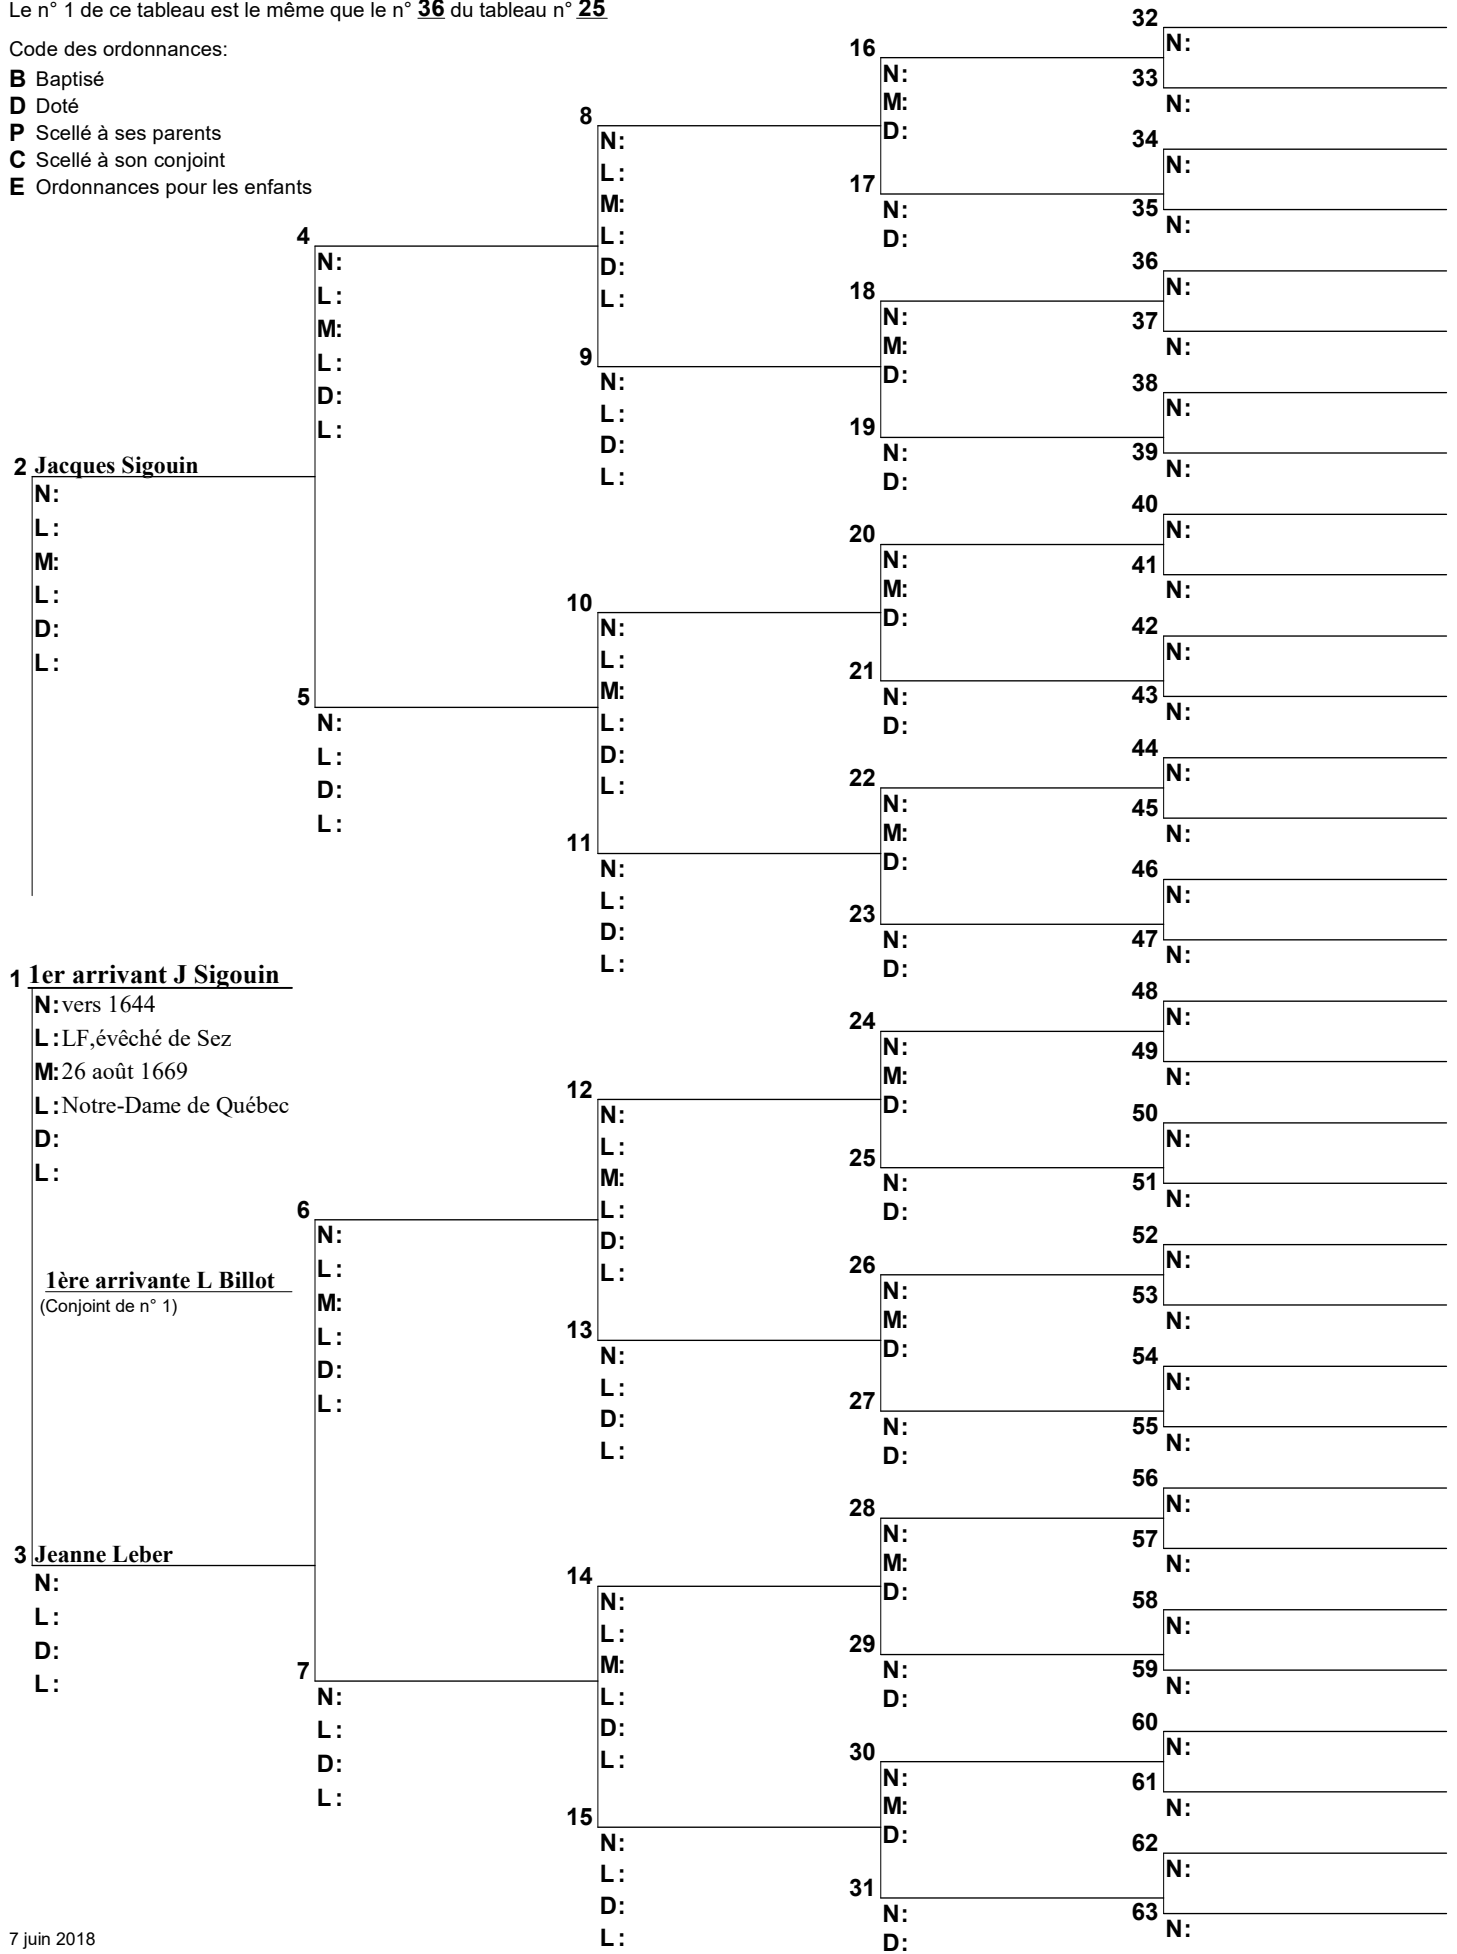 Le n° 1 de ce tableau est le même que le n° 36 du tableau n° 25
Code des ordonnances:
B Baptisé
D Doté
P Scellé à ses parents
C Scellé à son conjoint
E Ordonnances pour les enfants
2 Jacques Sigouin
N:
L:
M:
L:
D:
L:
1 1er arrivant J Sigouin
N: vers 1644
L: LF,évêché de Sez
M: 26 août 1669
L: Notre-Dame de Québec
D:
L:
1ère arrivante L Billot
(Conjoint de n° 1)
3 Jeanne Leber
N:
L:
D:
L:
4
N:
L:
M:
L:
D:
L:
5
N:
L:
D:
L:
6
N:
L:
M:
L:
D:
L:
7
N:
L:
D:
L:
8
N:
L:
M:
L:
D:
L:
9
N:
L:
D:
L:
10
N:
L:
M:
L:
D:
L:
11
N:
L:
D:
L:
12
N:
L:
M:
L:
D:
L:
13
N:
L:
D:
L:
14
N:
L:
M:
L:
D:
L:
15
N:
L:
D:
L:
16
N:
M:
D:
17
N:
D:
18
N:
M:
D:
19
N:
D:
20
N:
M:
D:
21
N:
D:
22
N:
M:
D:
23
N:
D:
24
N:
M:
D:
25
N:
D:
26
N:
M:
D:
27
N:
D:
28
N:
M:
D:
29
N:
D:
30
N:
M:
D:
31
N:
D:
32
N:
33
N:
34
N:
35
N:
36
N:
37
N:
38
N:
39
N:
40
N:
41
N:
42
N:
43
N:
44
N:
45
N:
46
N:
47
N:
48
N:
49
N:
50
N:
51
N:
52
N:
53
N:
54
N:
55
N:
56
N:
57
N:
58
N:
59
N:
60
N:
61
N:
62
N:
63
N:
7 juin 2018